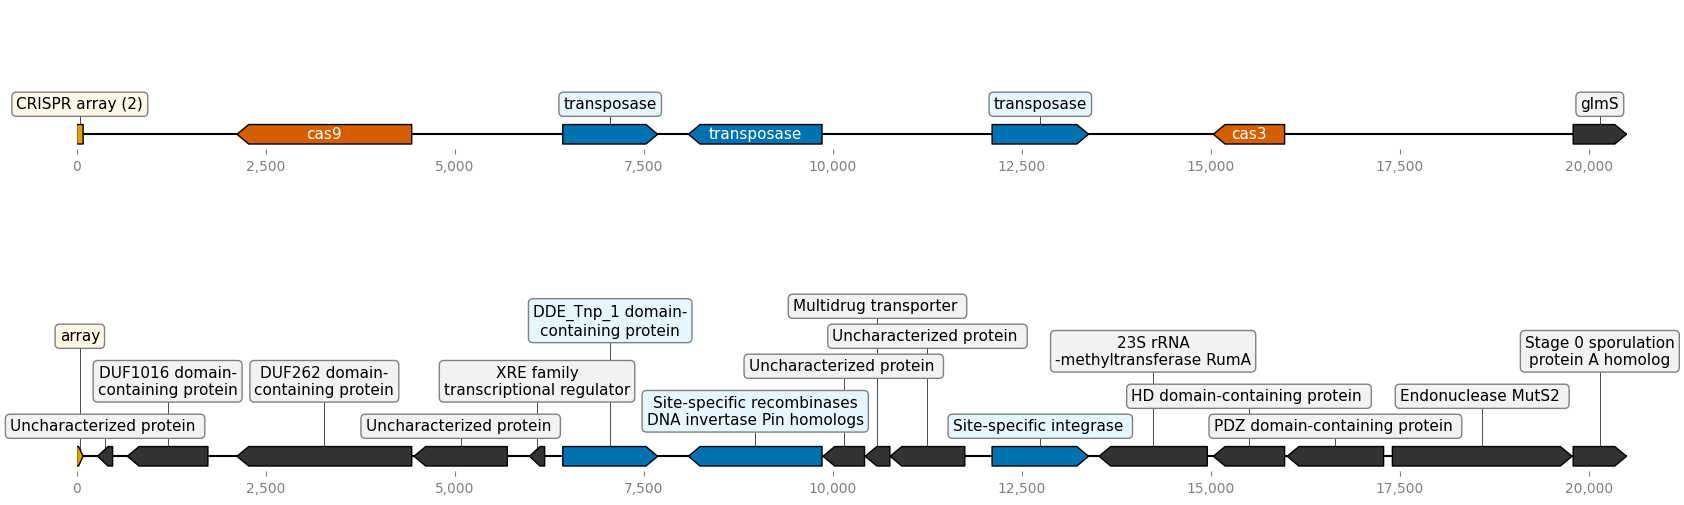 CRISPR array (2)
transposase
transposase
glmS
cas9
transposase
cas3
0
2,500
5,000
7,500
10,000
12,500
15,000
17,500
20,000
Multidrug transporter
DDE_Tnp_1 domain-
containing protein
array
Uncharacterized protein
23S rRNA
-methyltransferase RumA
Stage 0 sporulation
protein A homolog
Uncharacterized protein
DUF1016 domain-
containing protein
DUF262 domain-
containing protein
XRE family
transcriptional regulator
Site-specific recombinases
DNA invertase Pin homologs
HD domain-containing protein
Endonuclease MutS2
Uncharacterized protein
Uncharacterized protein
Site-specific integrase
PDZ domain-containing protein
0
2,500
5,000
7,500
10,000
12,500
15,000
17,500
20,000